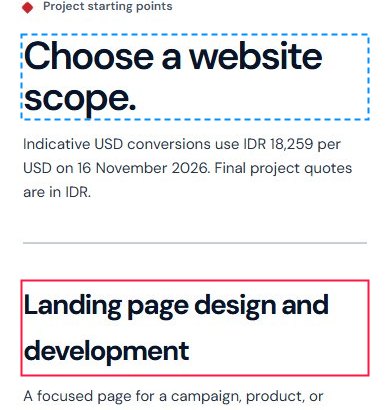 Project starting points
Choose a website
scope.
Indicative USD conversions use IDR 18,259 per
USD on 16 November 2026. Final project quotes
are in IDR.
Landing page design and
development
A focused page for a campaign, product, or